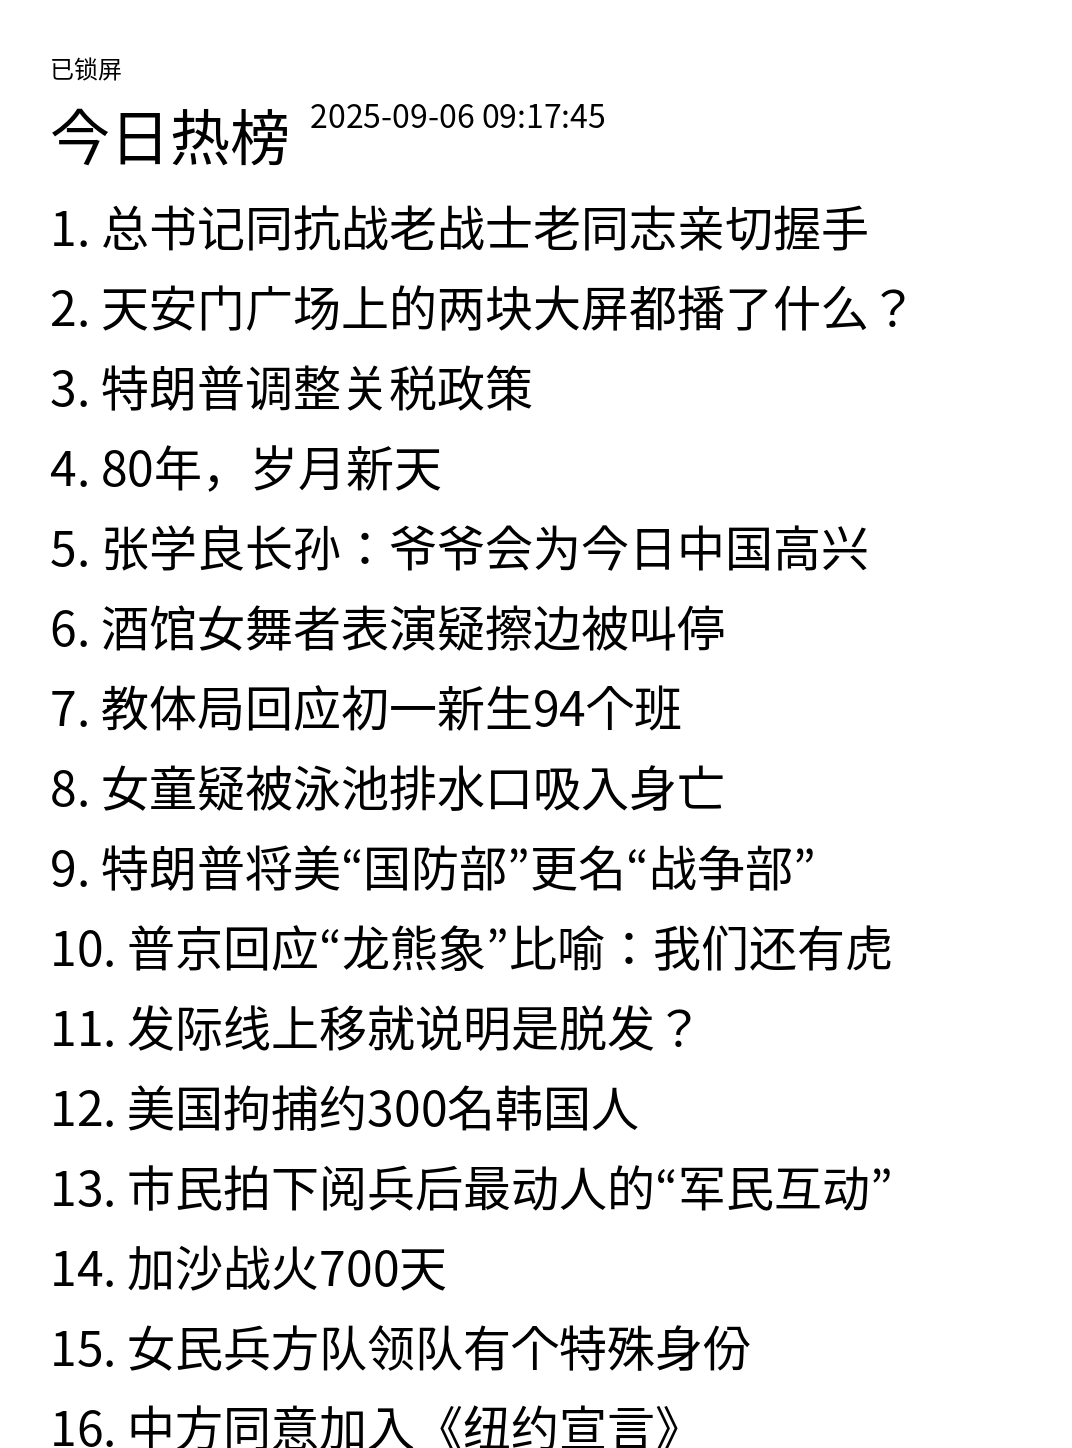 已锁屏
今日热榜 2025-09-06 09:17:45
1. 总书记同抗战老战士老同志亲切握手
2. 天安门广场上的两块大屏都播了什么？
3. 特朗普调整关税政策
4. 80年，岁月新天
5. 张学良长孙：爷爷会为今日中国高兴
6. 酒馆女舞者表演疑擦边被叫停
7. 教体局回应初一新生94个班
8. 女童疑被泳池排水口吸入身亡
9. 特朗普将美“国防部”更名“战争部”
10. 普京回应“龙熊象”比喻：我们还有虎
11. 发际线上移就说明是脱发？
12. 美国拘捕约300名韩国人
13. 市民拍下阅兵后最动人的“军民互动”
14. 加沙战火700天
15. 女民兵方队领队有个特殊身份
16. 中方同意加入《纽约宣言》